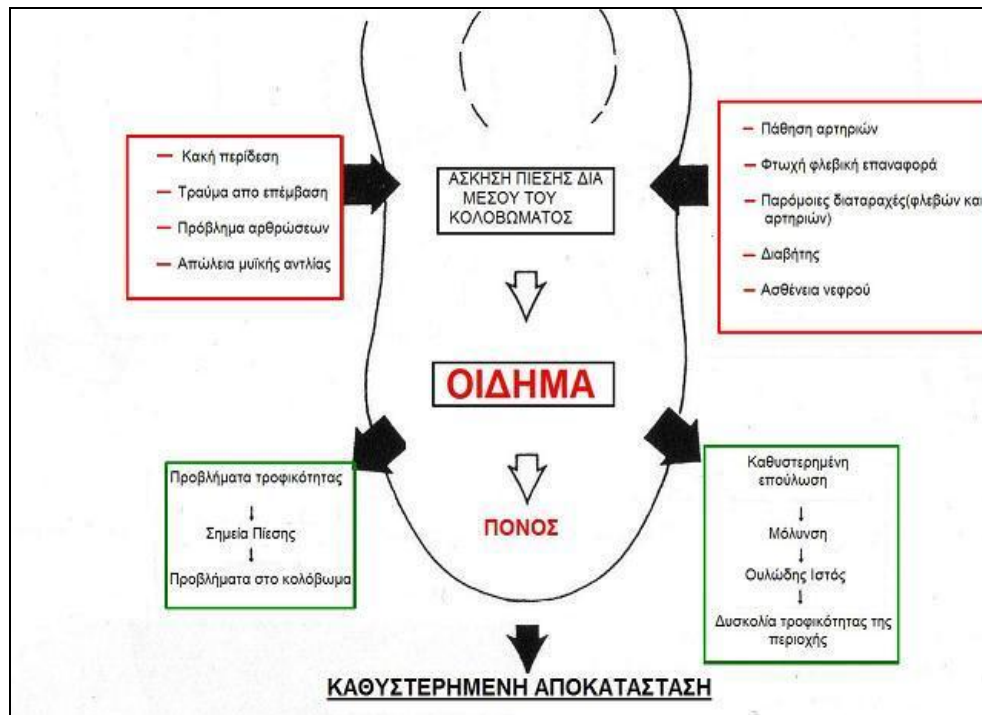 — Κακή περίδεση
— Τραύμα απο επέμβαση
— Πρόβλημα αρθρώσεων
— Απώλεια μυϊκής αντλίας
ΑΣΚΗΣΗ ΠΙΕΣΗΣ ΔΙΑ
ΜΕΣΟΥ ΤΟΥ
ΚΟΛΟΒΩΜΑΤΟΣ
— Πάθηση αρτηριών
— Φτωχή φλεβική επαναφορά
— Παρόμοιες διαταραχές(φλεβών και
αρτηριών)
— Διαβήτης
— Ασθένεια νεφρού
ΟΙΔΗΜΑ
ΠΟΝΟΣ
Προβλήματα τροφικότητας
Σημεία Πίεσης
Προβλήματα στο κολόβωμα
Καθυστερημένη
επούλωση
Μόλυνση
Ουλώδης Ιστός
Δυσκολία τροφικότητας της
περιοχής
ΚΑΘΥΣΤΕΡΗΜΕΝΗ ΑΠΟΚΑΤΑΣΤΑΣΗ